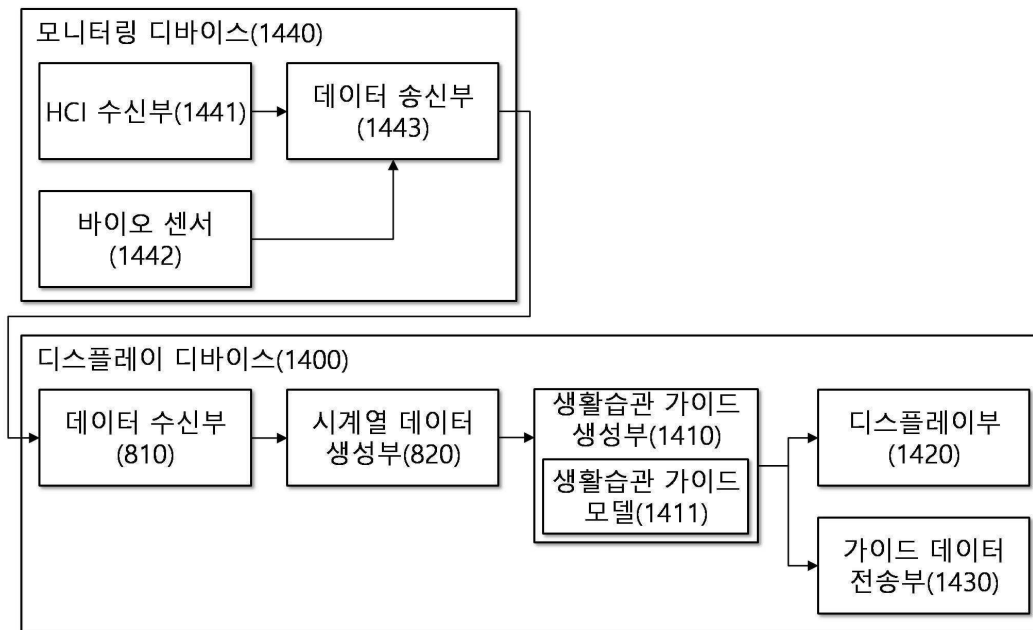 모니터링 디바이스(1440)
HCI 수신부(1441)
데이터 송신부
(1443)
바이오 센서
(1442)
디스플레이 디바이스(1400)
데이터 수신부
(810)
시계열 데이터
생성부(820)
생활습관 가이드
생성부(1410)
생활습관 가이드
모델(1411)
디스플레이부
(1420)
가이드 데이터
전송부(1430)